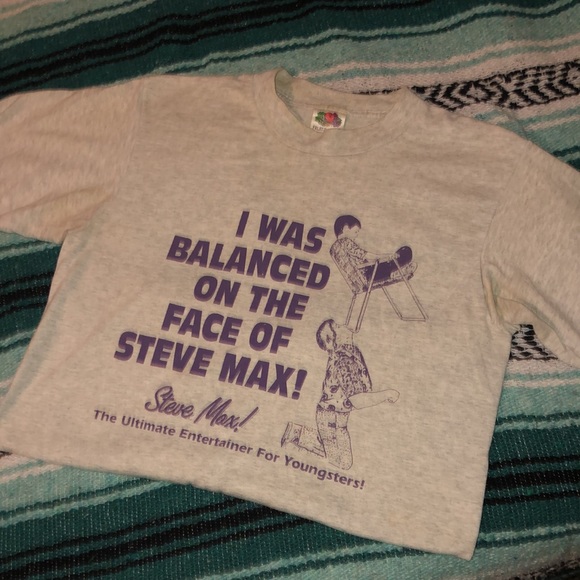 I WAS
BALANCED
ON THE
FACE OF
STEVE MAX!
Steve Max!
The Ultimate Entertainer For Youngsters!